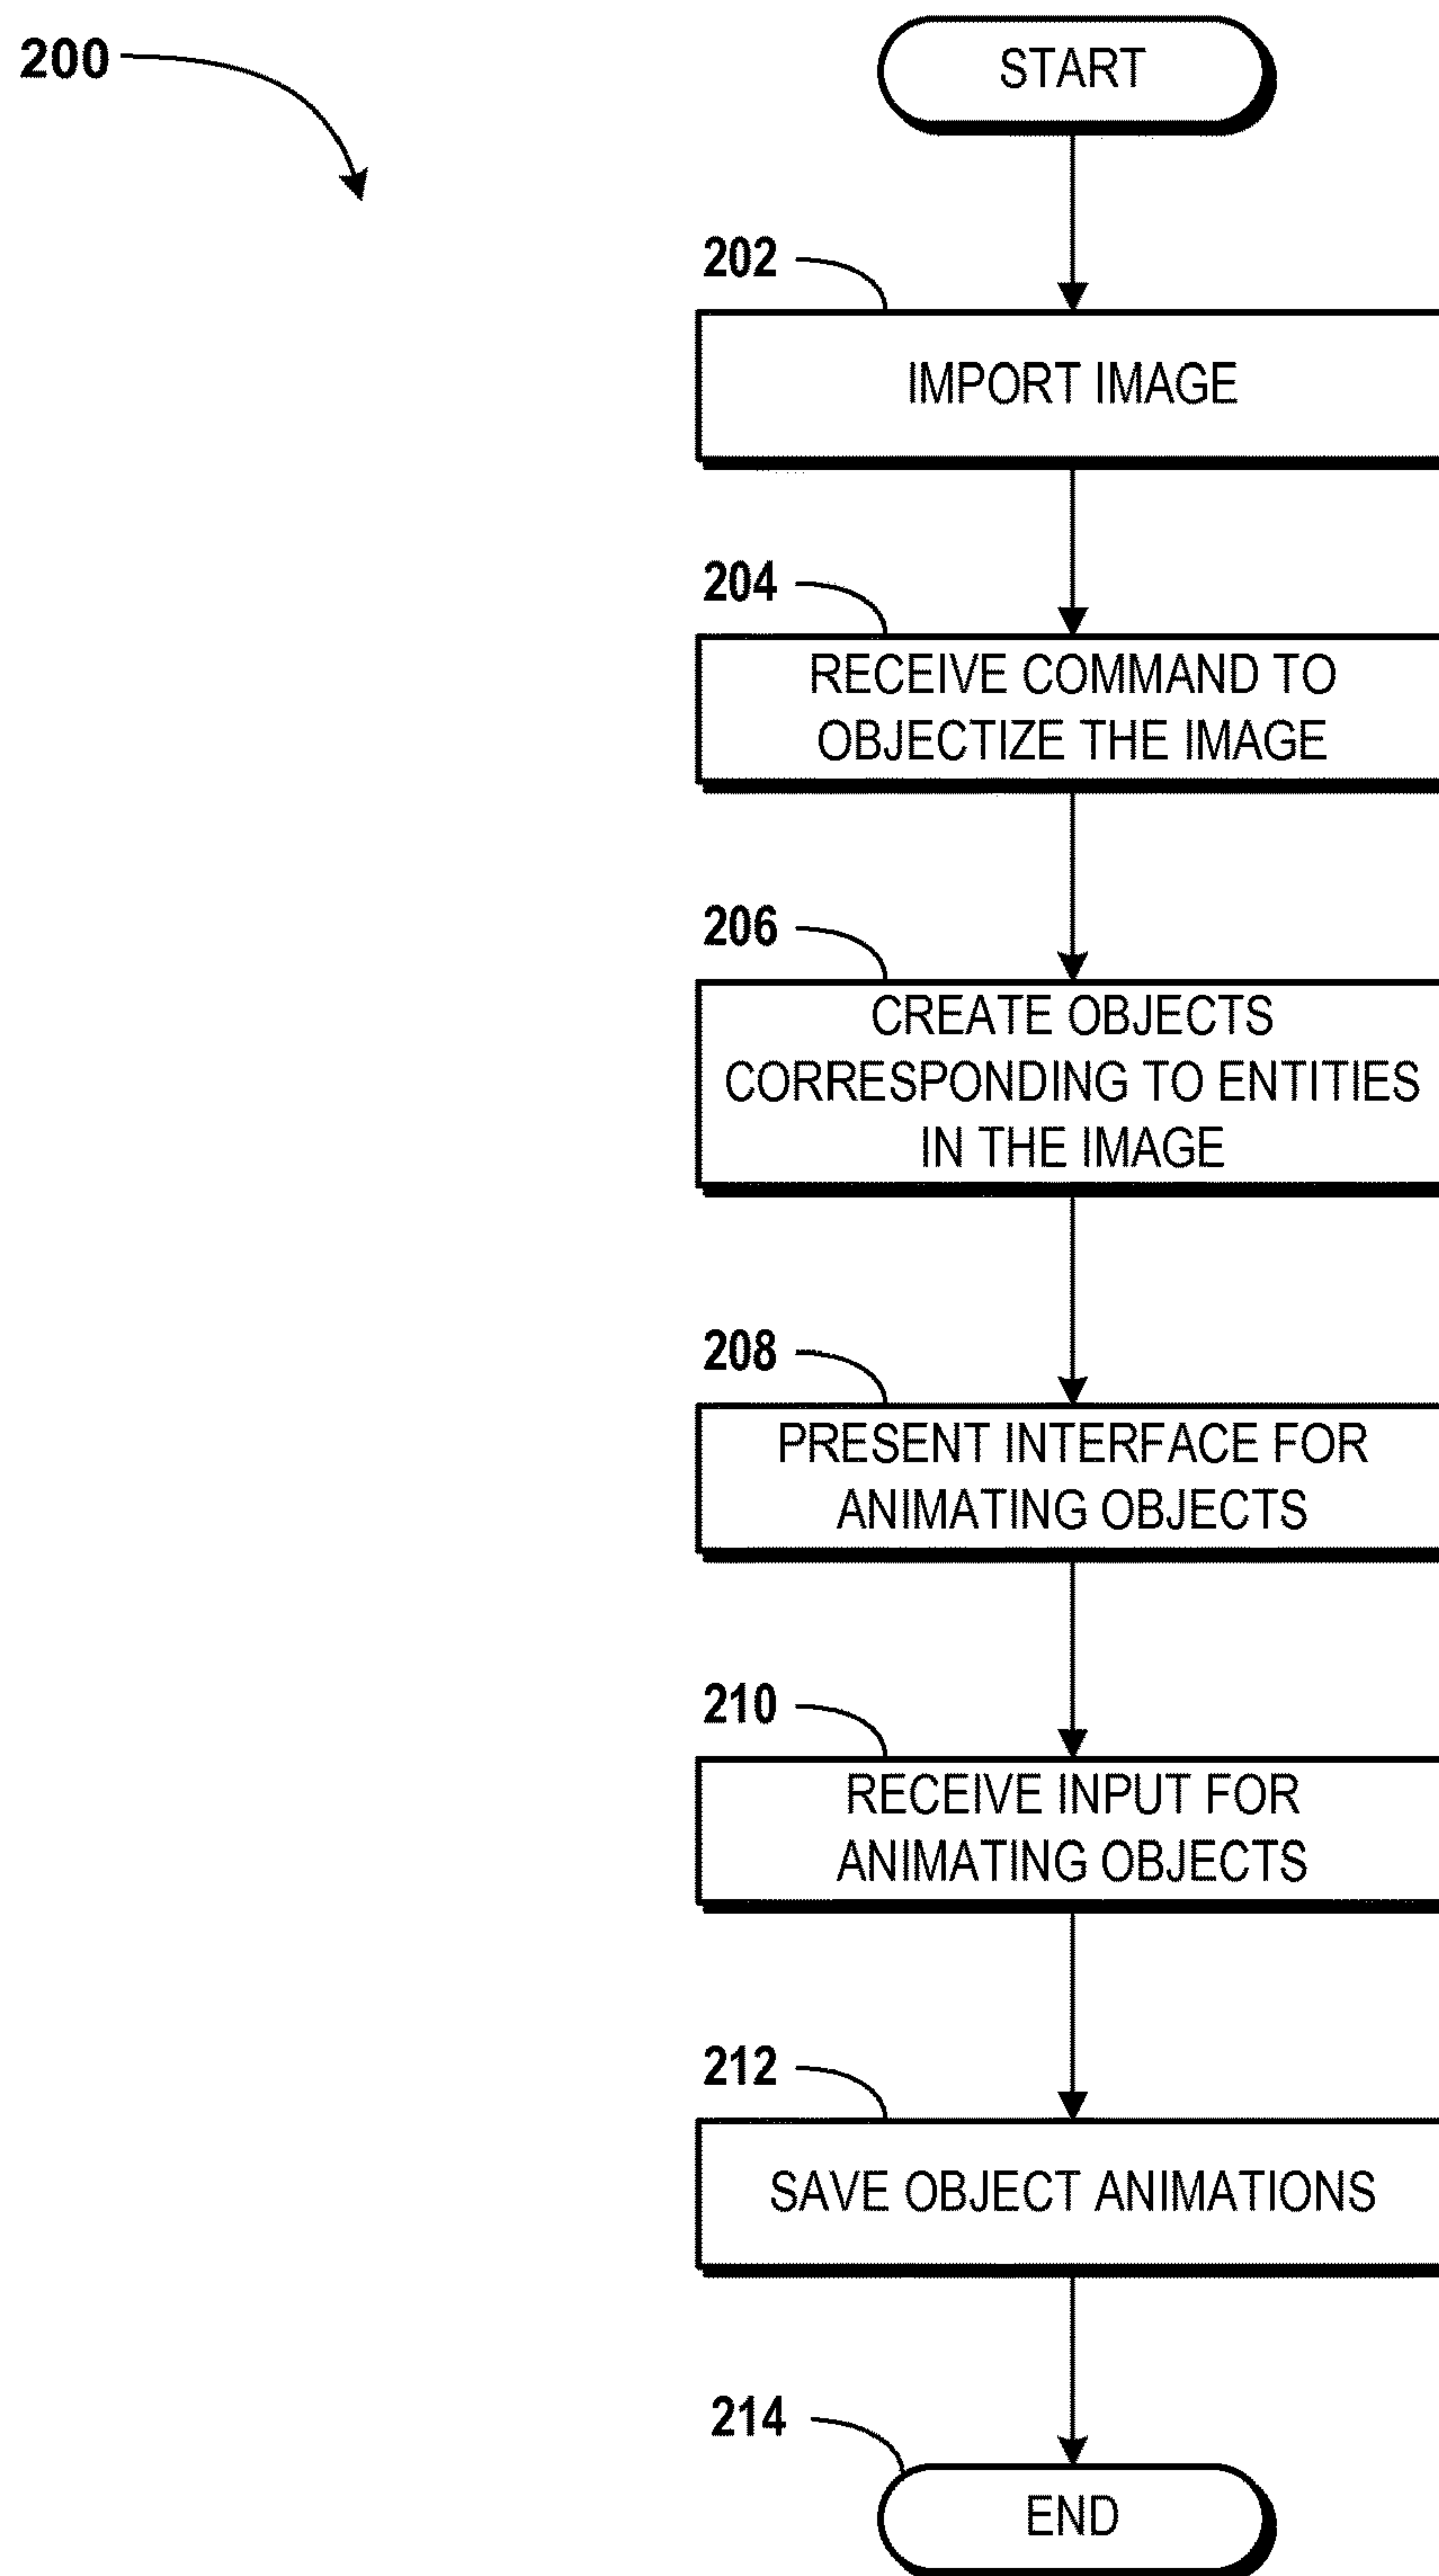 200
START
202
IMPORT IMAGE
204
RECEIVE COMMAND TO
OBJECTIZE THE IMAGE
206
CREATE OBJECTS
CORRESPONDING TO ENTITIES
IN THE IMAGE
208
PRESENT INTERFACE FOR
ANIMATING OBJECTS
210
RECEIVE INPUT FOR
ANIMATING OBJECTS
212
SAVE OBJECT ANIMATIONS
214
END